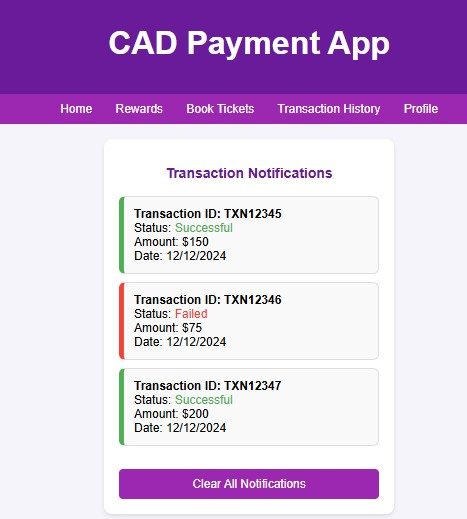 CAD Payment App
Home Rewards Book Tickets Transaction History Profile
Transaction Notifications
Transaction ID: TXN12345
Status: Successful
Amount: $150
Date: 12/12/2024
Transaction ID: TXN12346
Status: Failed
Amount: $75
Date: 12/12/2024
Transaction ID: TXN12347
Status: Successful
Amount: $200
Date: 12/12/2024
Clear All Notifications